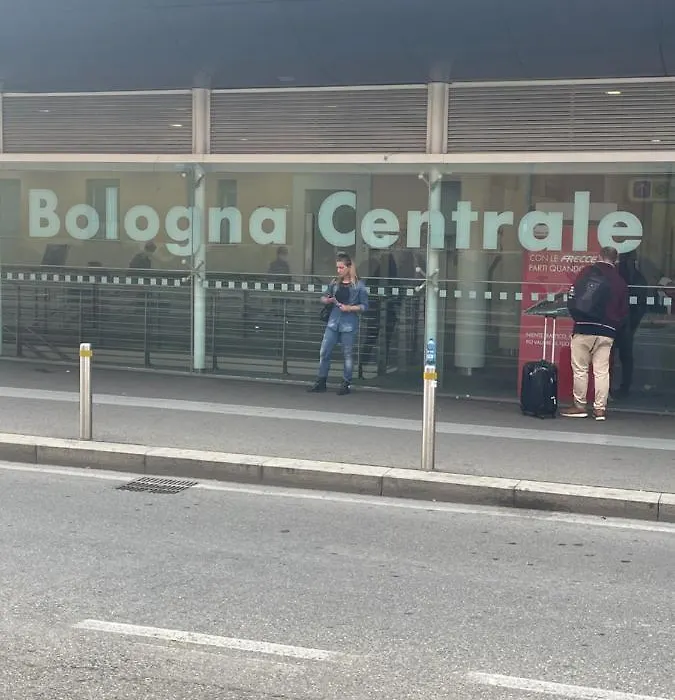 Bologna Centrale
CON LE FRECCE
PARTI QUANDO